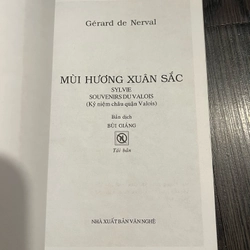 Gérard de Nerval
MÙI HƯƠNG XUÂN SẮC
SYLVIE
SOUVENIRS DU VALOIS
(Kỷ niệm châu quận Valois)
Bản dịch
BÙI GIÁNG
Tái bản
NHÀ XUẤT BẢN VĂN NGHỆ